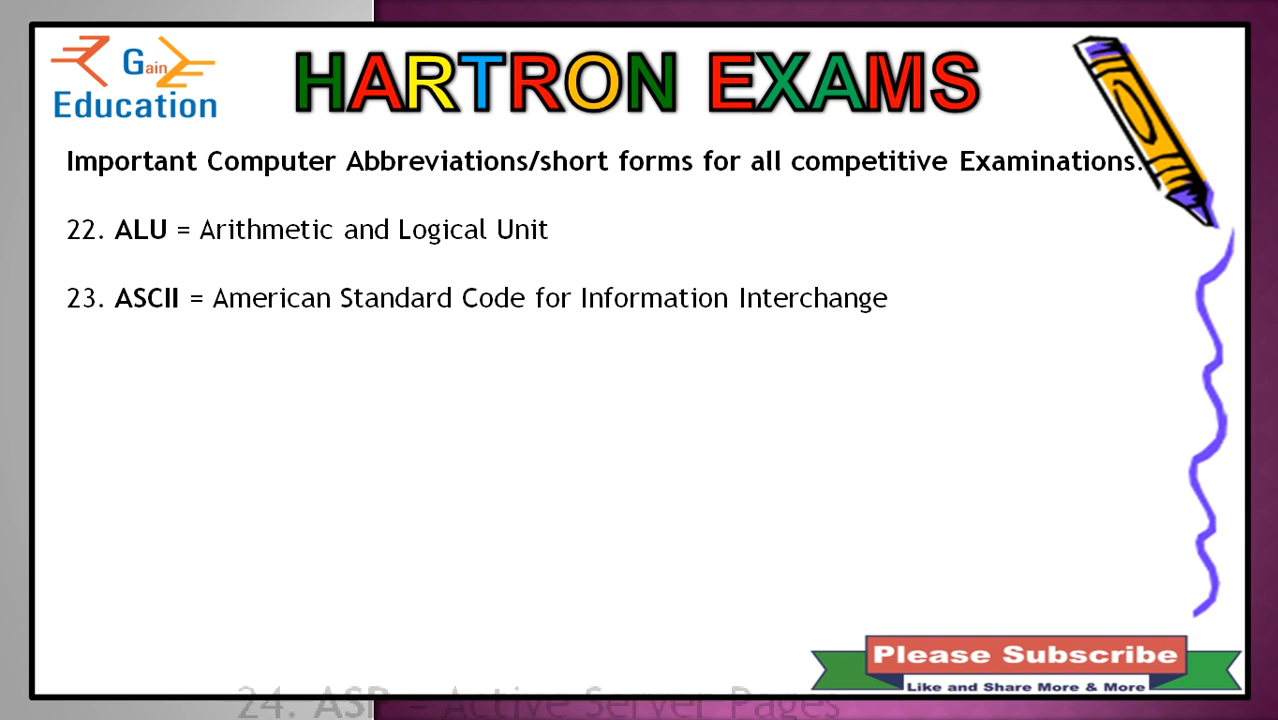 Gain
Education
HARTRON EXAMS
Important Computer Abbreviations/short forms for all competitive Examinations.
22. ALU = Arithmetic and Logical Unit
23. ASCII = American Standard Code for Information Interchange
Please Subscribe
Like and Share More & More
24. ASP = Active Server Pages